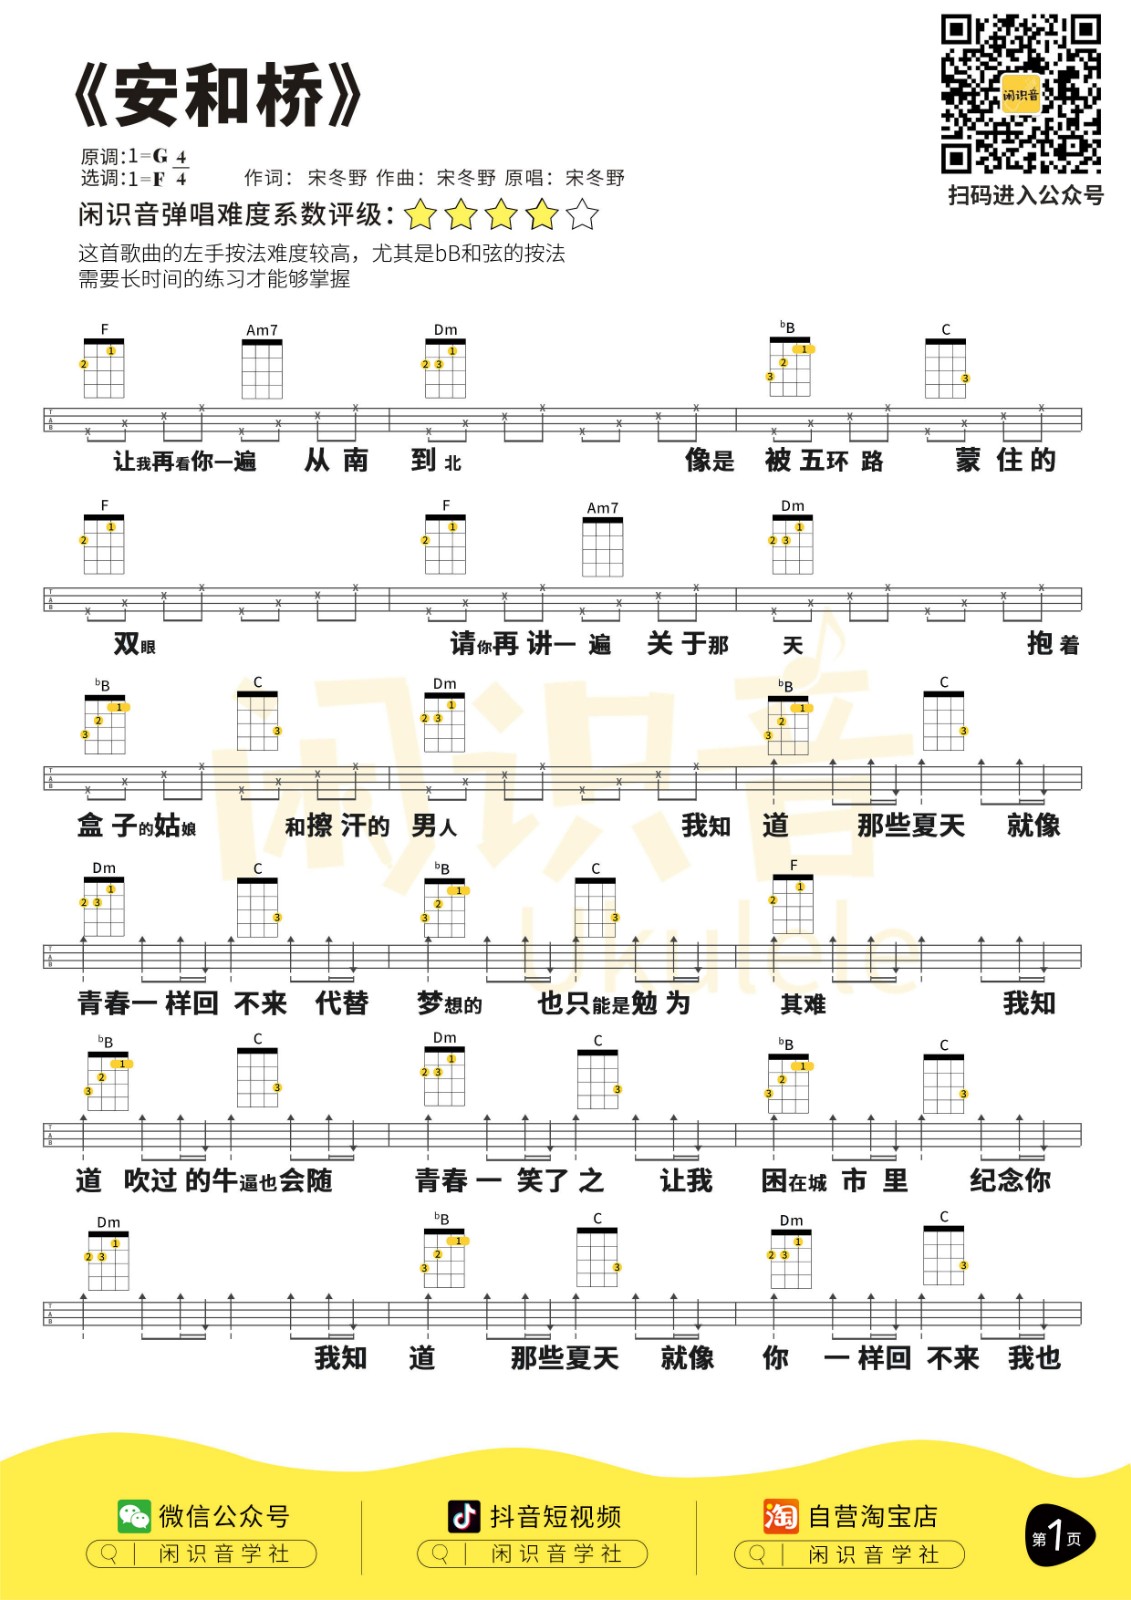 《安和桥》
闲识音
扫码进入公众号
原调:1=G 4/4
选调:1=F
作词： 宋冬野 作曲：宋冬野 原唱：宋冬野
闲识音弹唱难度系数评级：
这首歌曲的左手按法难度较高，尤其是bB和弦的按法
需要长时间的练习才能够掌握
F Am7 Dm bB C
让我再看你一遍 从南 到北 像是 被五环路 蒙住的
F F Am7 Dm
双眼 请你再讲一遍 关于那 天 抱着
bB C Dm bB C
盒子的姑娘 和擦汗的 男人 我知 道 那些夏天 就像
Dm C bB C F
青春一样回 不来 代替 梦想的 也只能是勉为 其难 我知
bB C Dm C bB C
道 吹过的牛逼也会随 青春一笑了之 让我 困在城市里 纪念你
Dm bB C Dm C
我知 道 那些夏天 就像 你 一样回 不来 我也
闲识音
Ukulele
微信公众号 抖音短视频 自营淘宝店
闲识音学社 闲识音学社 闲识音学社
第1页